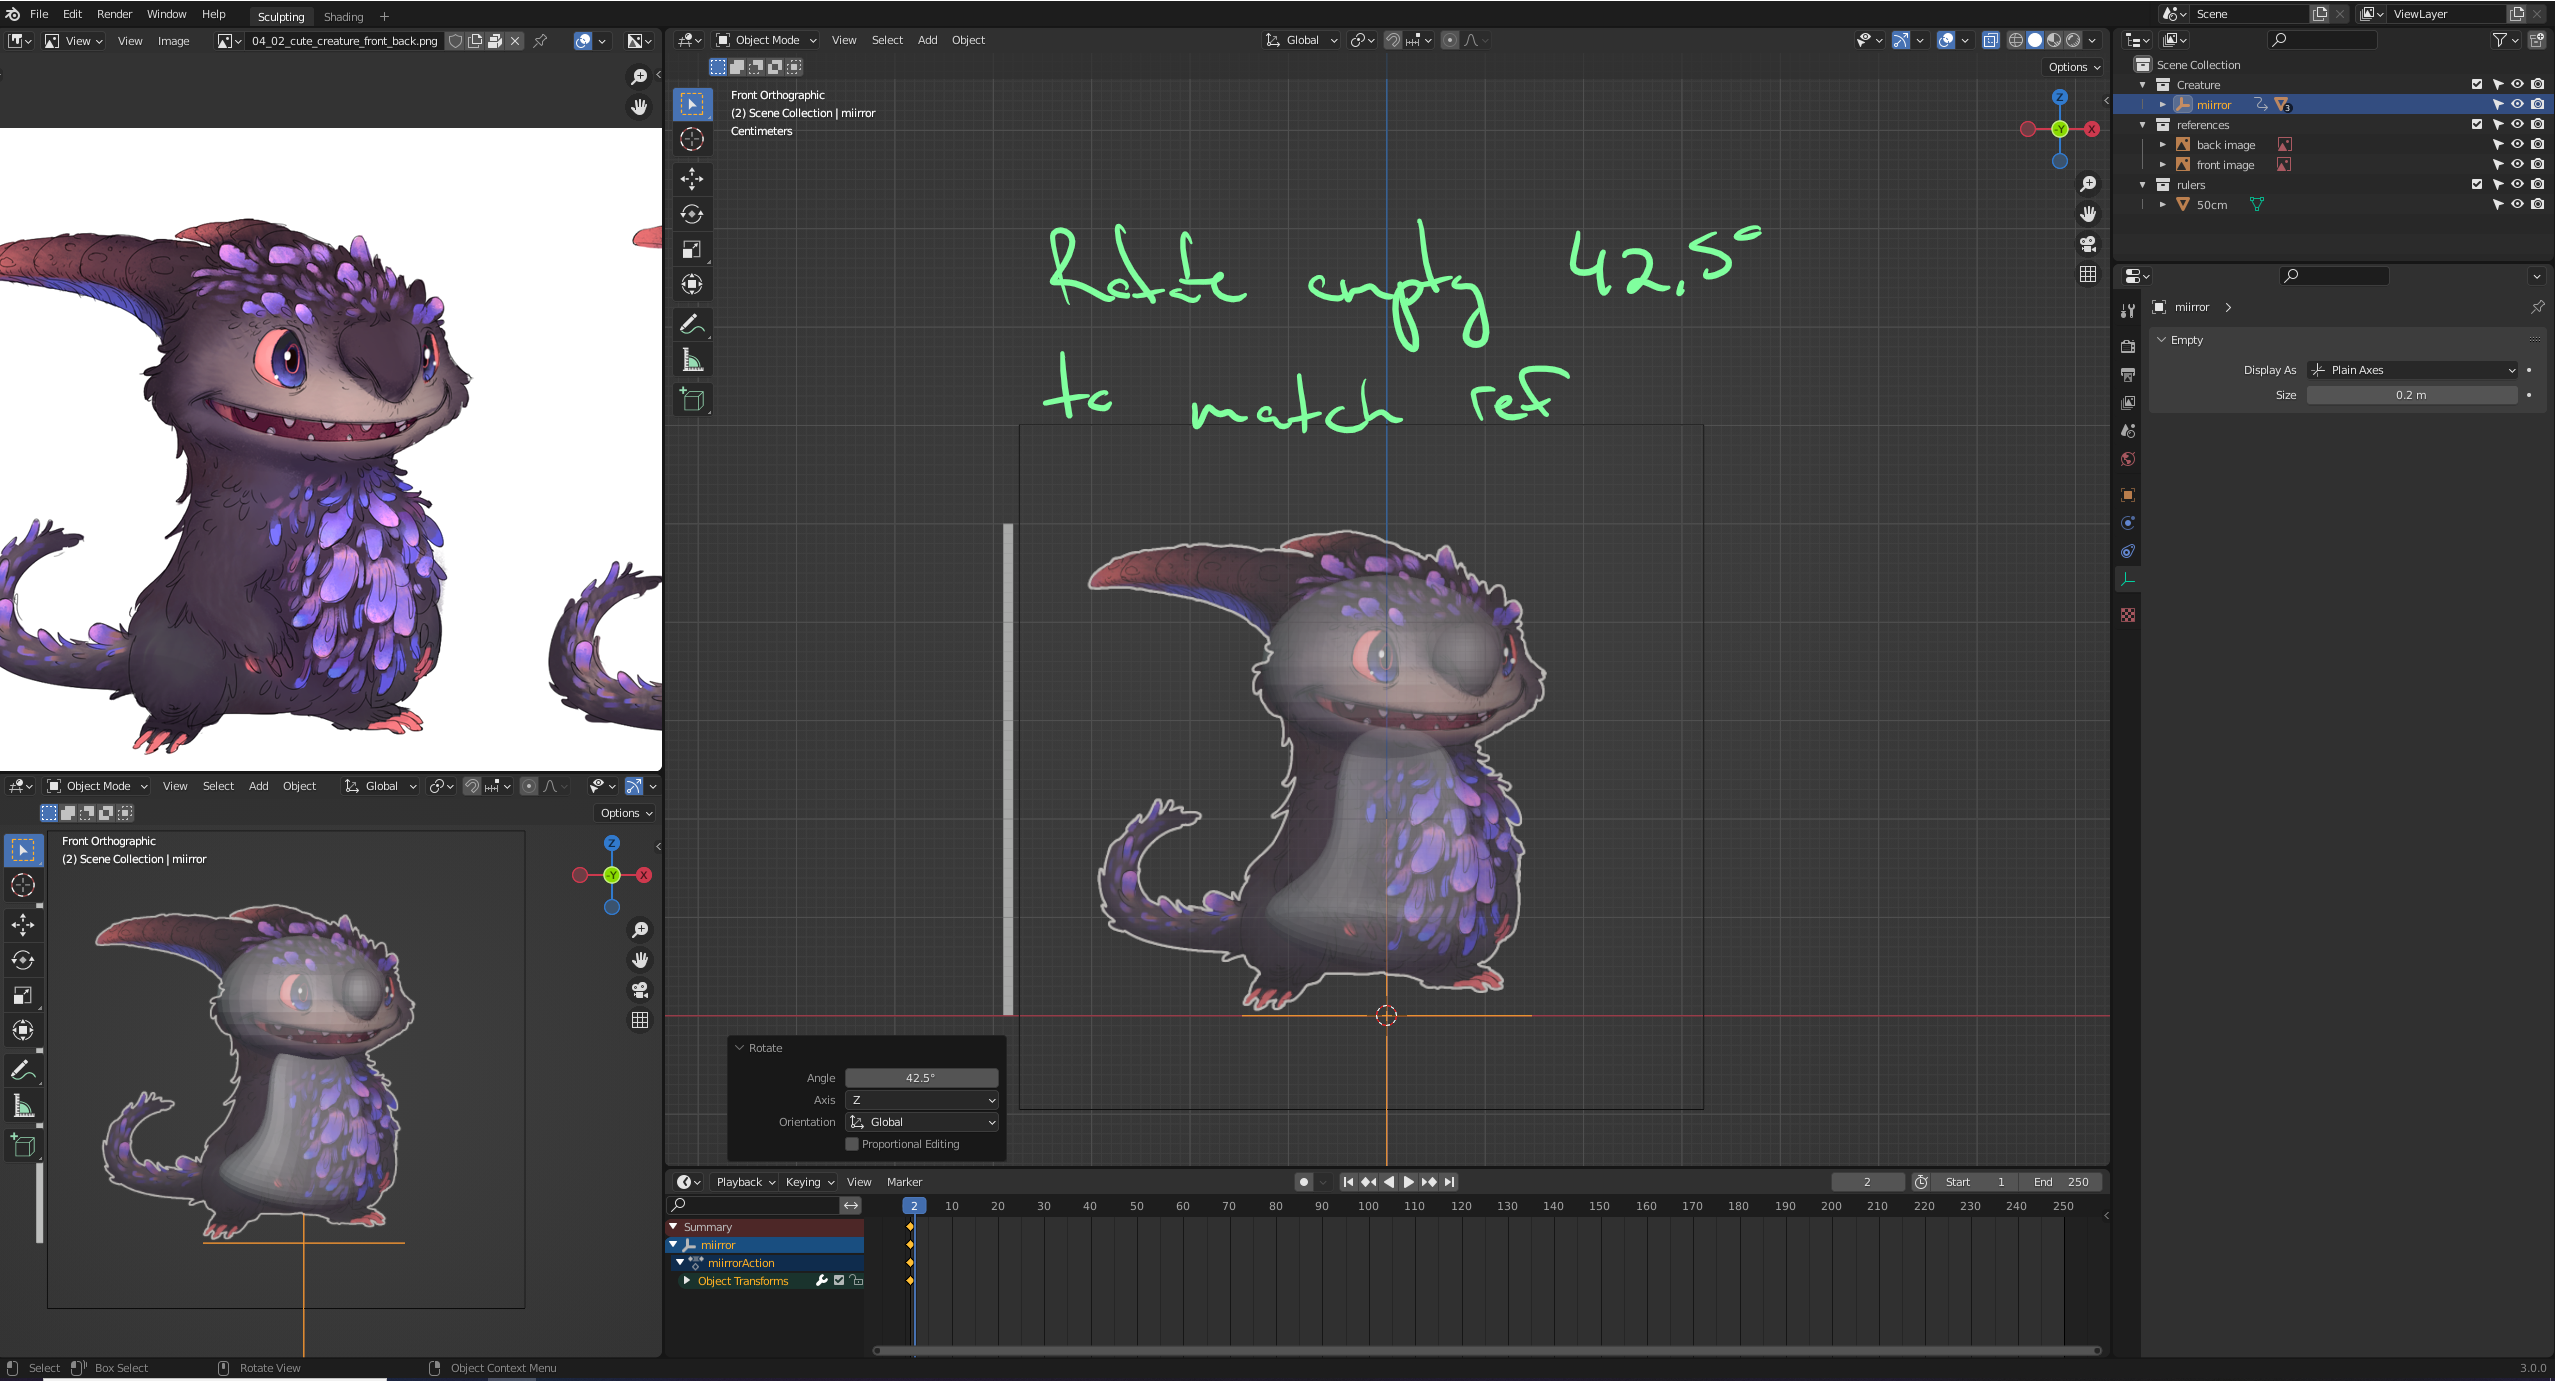 File Edit Render Window Help Sculpting Shading + Scene ViewLayer
View View Image 04_02_cute_creature_front_back.png
Object Mode View Select Add Object Global
Options
Front Orthographic
(2) Scene Collection | miirror
Centimeters
Z
-Y X
Rotate empty 42.5°
to match ref
Scene Collection
Creature
miirror 3
references
back image
front image
rulers
50cm
miirror
Empty
Display As Plain Axes
Size 0.2 m
Object Mode View Select Add Object Global
Options
Front Orthographic
(2) Scene Collection | miirror
Z
-Y X
Rotate
Angle 42.5°
Axis Z
Orientation Global
Proportional Editing
Playback Keying View Marker 2 Start 1 End 250
2 10 20 30 40 50 60 70 80 90 100 110 120 130 140 150 160 170 180 190 200 210 220 230 240 250
Summary
miirror
miirrorAction
Object Transforms
Select Box Select Rotate View Object Context Menu 3.0.0